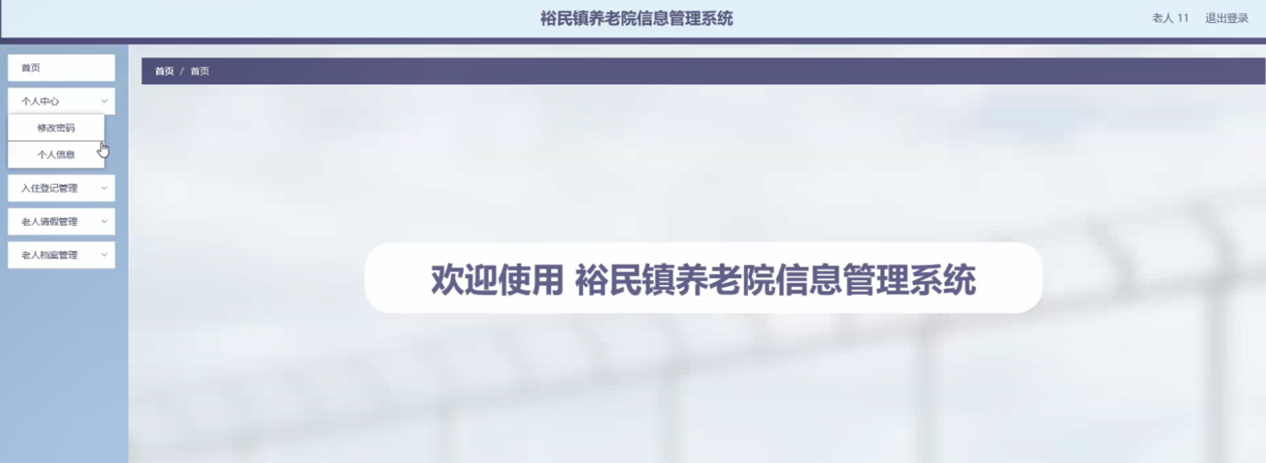 裕民镇养老院信息管理系统
老人 11 退出登录
首页
首页 / 首页
个人中心
修改密码
个人信息
入住登记管理
老人请假管理
老人档案管理
欢迎使用 裕民镇养老院信息管理系统